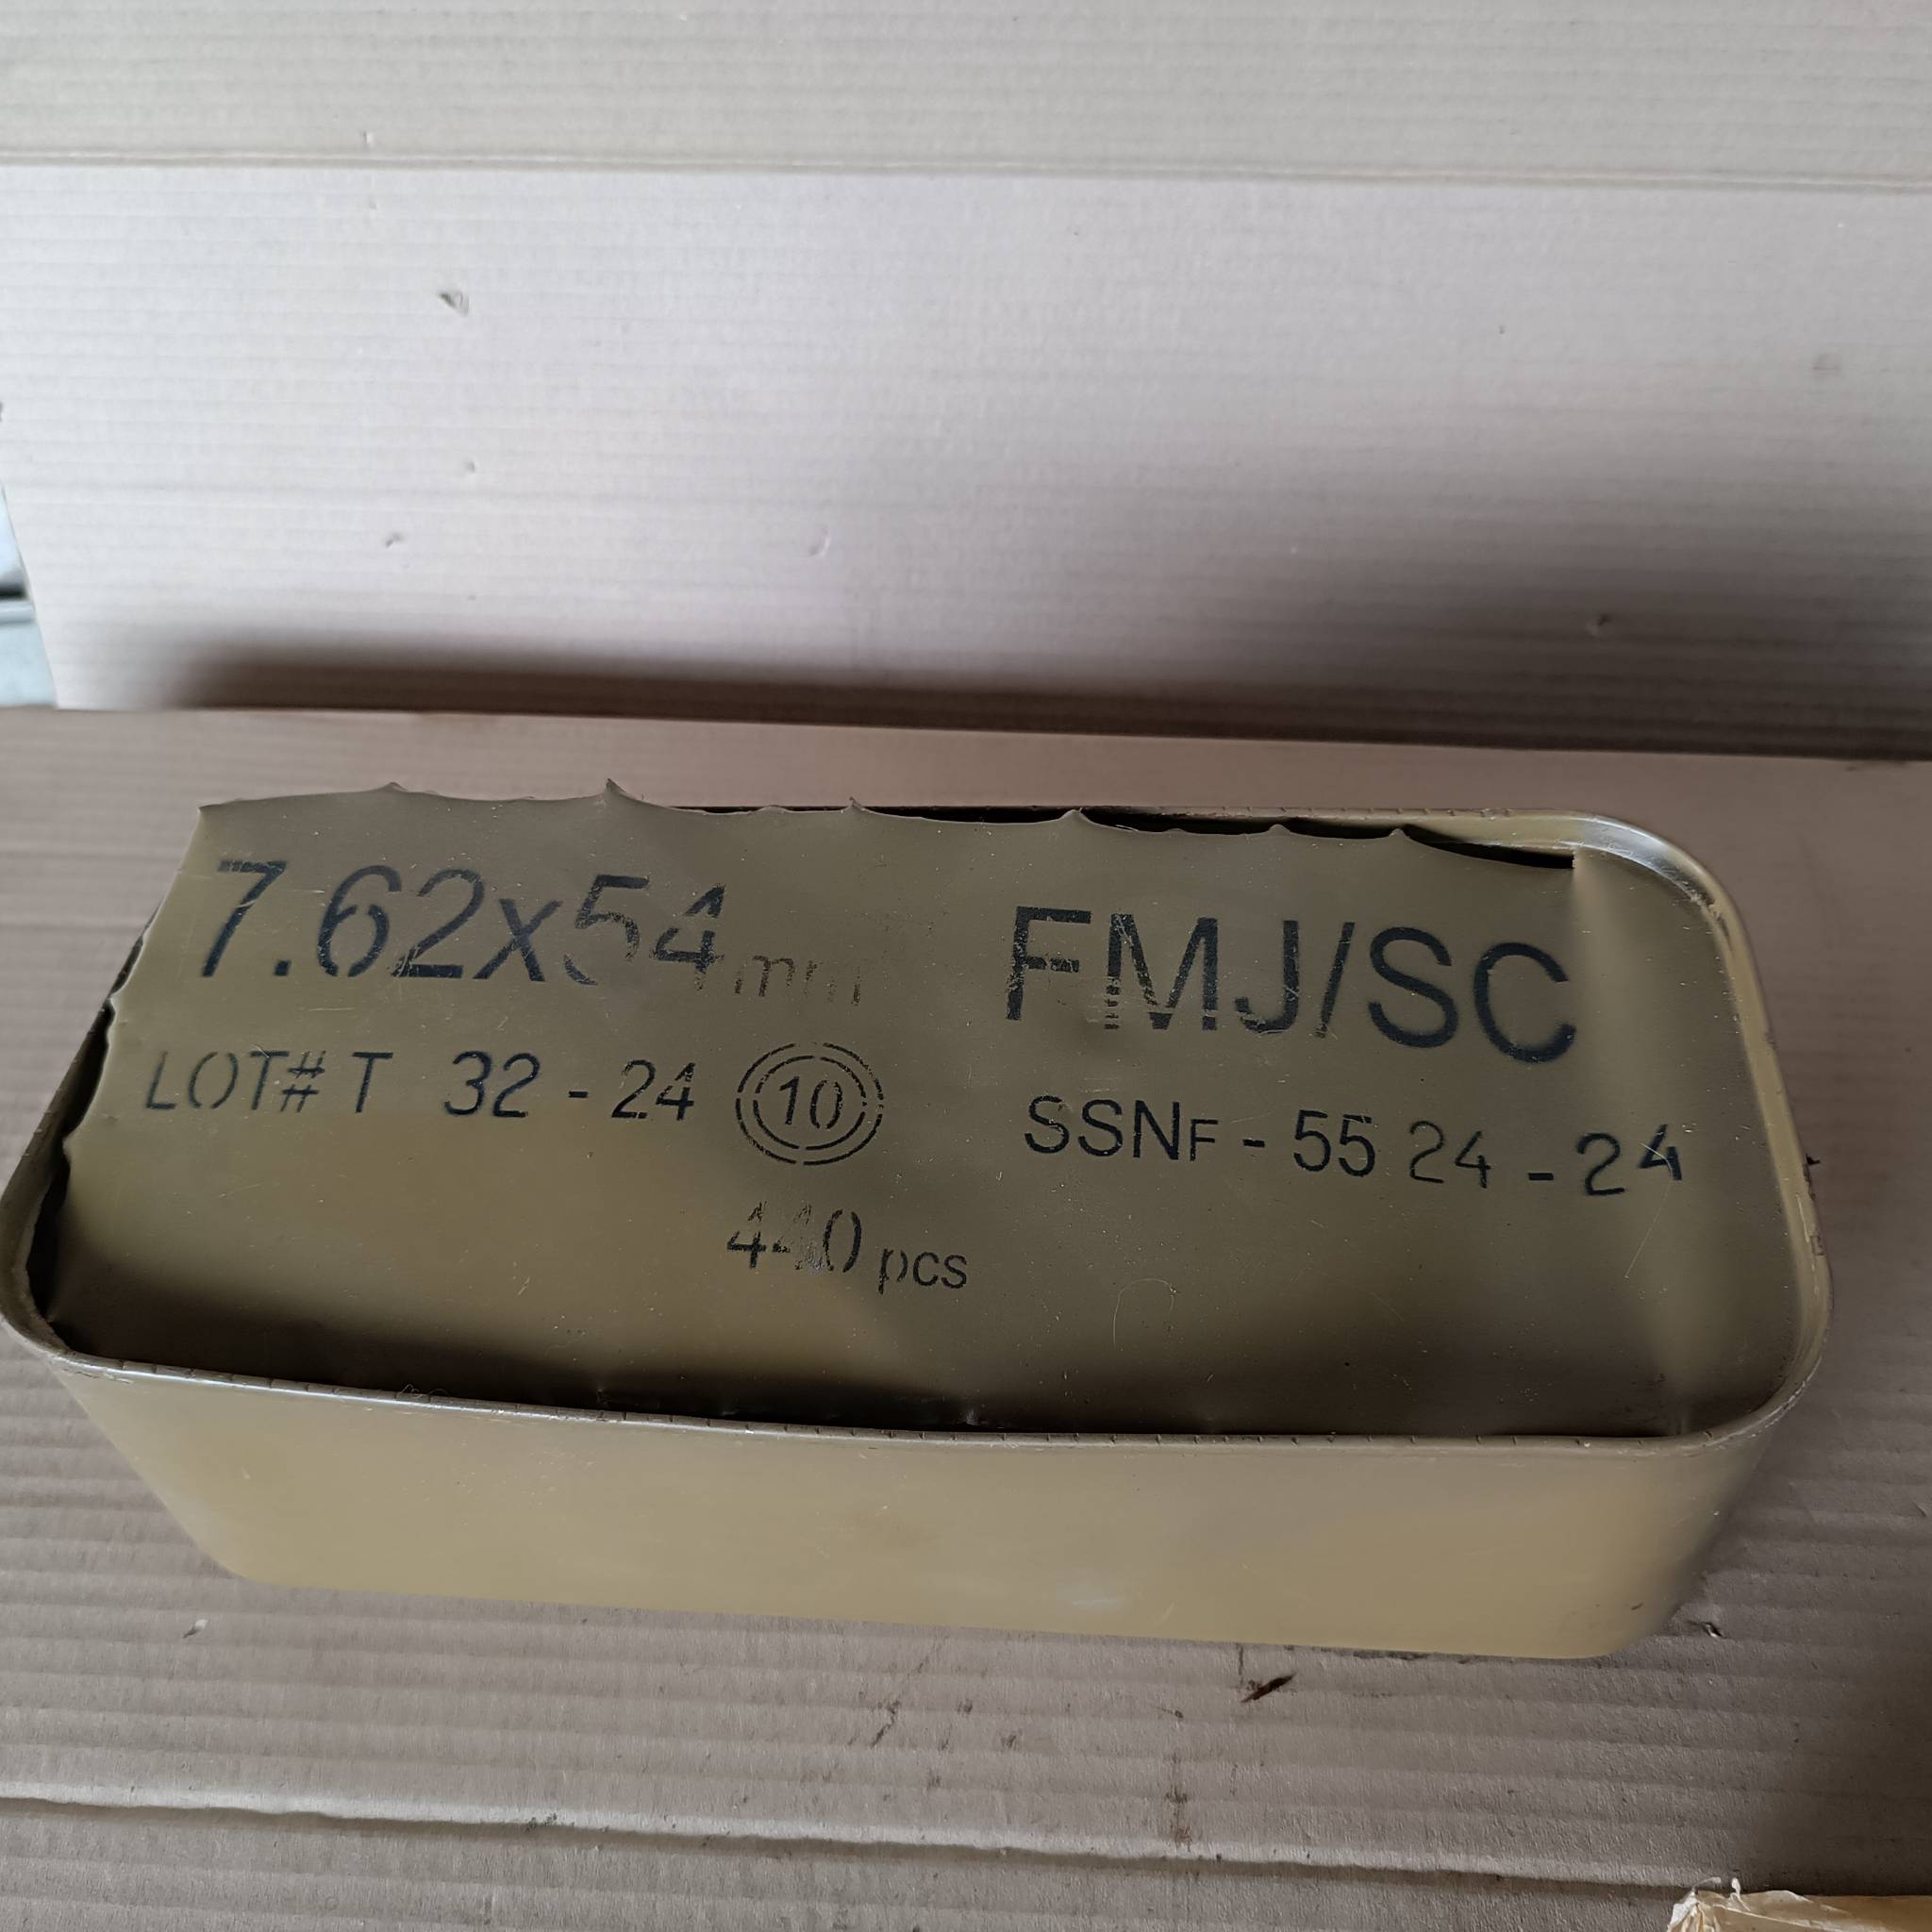 7.62x54mm FMJ/SC
LOT# T 32 - 24 10 SSNF - 55 24 - 24
440 pcs